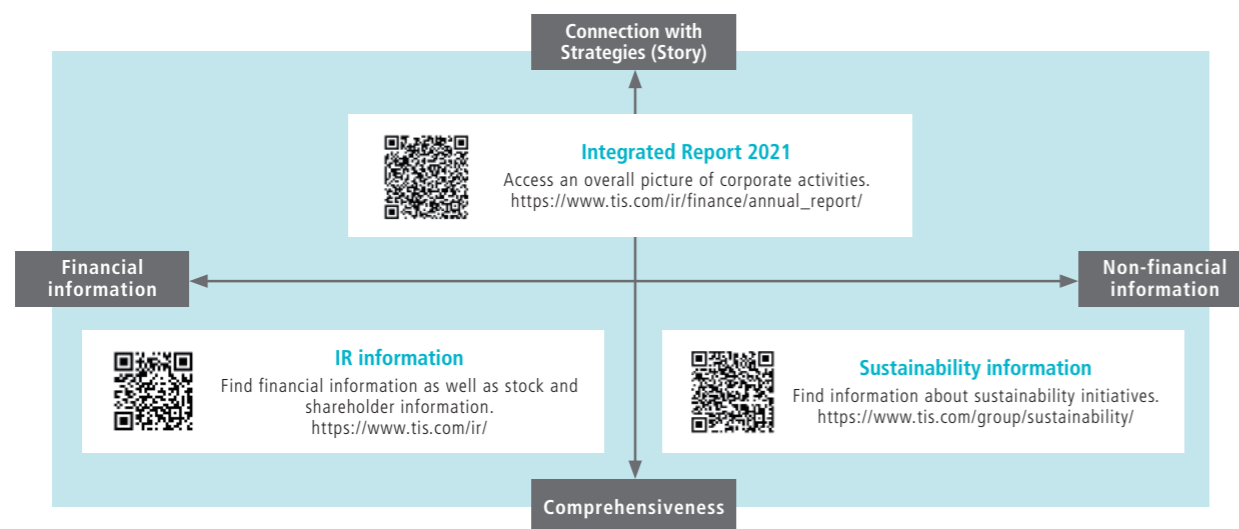 Connection with
Strategies (Story)
Integrated Report 2021
Access an overall picture of corporate activities.
https://www.tis.com/ir/finance/annual_report/
Financial
information
Non-financial
information
IR information
Find financial information as well as stock and
shareholder information.
https://www.tis.com/ir/
Sustainability information
Find information about sustainability initiatives.
https://www.tis.com/group/sustainability/
Comprehensiveness